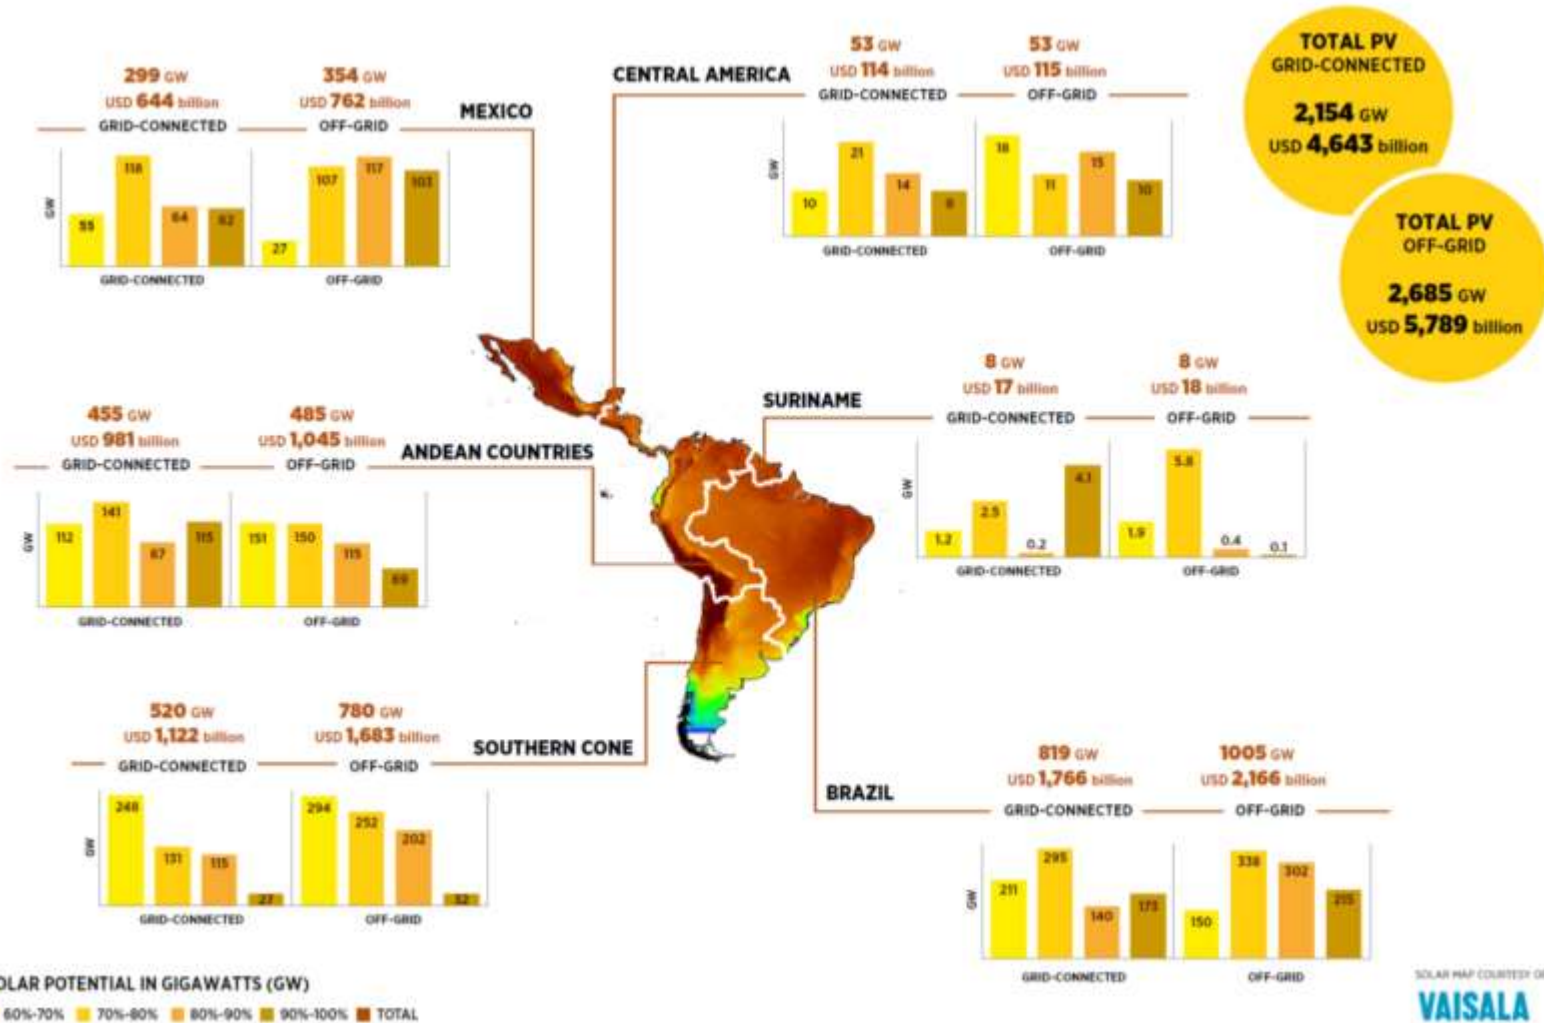 TOTAL PV
GRID-CONNECTED
2,154 GW
USD 4,643 billion
TOTAL PV
OFF-GRID
2,685 GW
USD 5,789 billion
299 GW
USD 644 billion
GRID-CONNECTED
354 GW
USD 762 billion
OFF-GRID
MEXICO
GW
55
118
64
62
GRID-CONNECTED
27
107
117
103
OFF-GRID
CENTRAL AMERICA
53 GW
USD 114 billion
GRID-CONNECTED
53 GW
USD 115 billion
OFF-GRID
GW
10
21
14
8
GRID-CONNECTED
18
11
15
10
OFF-GRID
455 GW
USD 981 billion
GRID-CONNECTED
485 GW
USD 1,045 billion
OFF-GRID
ANDEAN COUNTRIES
GW
112
141
87
115
GRID-CONNECTED
151
150
115
69
OFF-GRID
SURINAME
8 GW
USD 17 billion
GRID-CONNECTED
8 GW
USD 18 billion
OFF-GRID
GW
1.2
2.5
0.2
4.1
GRID-CONNECTED
1.9
5.8
0.4
0.1
OFF-GRID
520 GW
USD 1,122 billion
GRID-CONNECTED
780 GW
USD 1,683 billion
OFF-GRID
SOUTHERN CONE
GW
248
131
115
27
GRID-CONNECTED
294
252
202
32
OFF-GRID
BRAZIL
819 GW
USD 1,766 billion
GRID-CONNECTED
1005 GW
USD 2,166 billion
OFF-GRID
GW
211
295
140
173
GRID-CONNECTED
150
338
302
215
OFF-GRID
OLAR POTENTIAL IN GIGAWATTS (GW)
60%-70% 70%-80% 80%-90% 90%-100% TOTAL
SOLAR MAP COURTESY OF
VAISALA